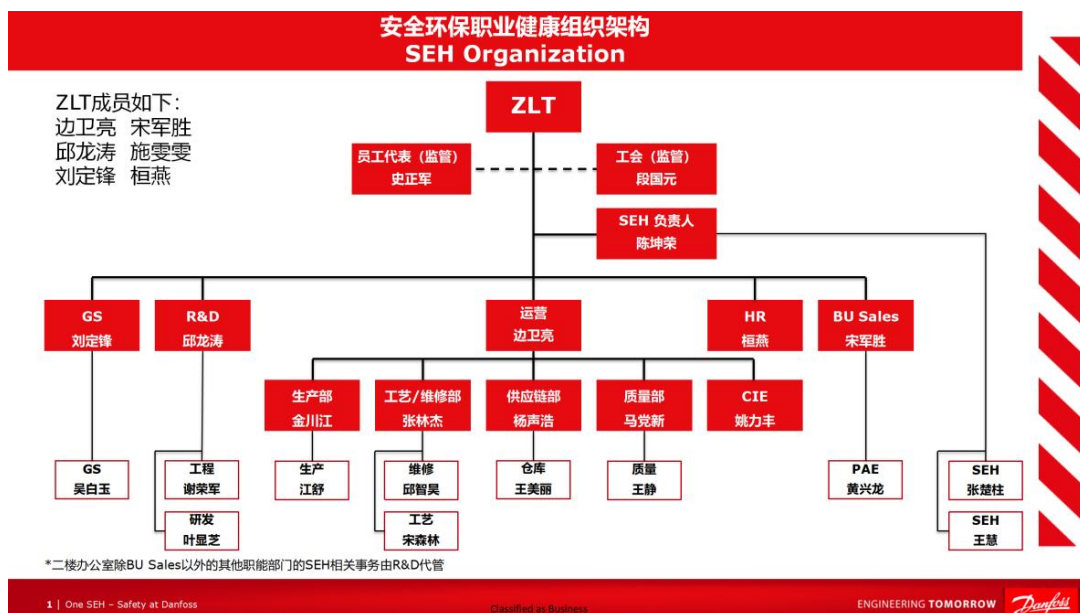 安全环保职业健康组织架构
SEH Organization
ZLT成员如下：
边卫亮 宋军胜
邱龙涛 施雯雯
刘定锋 桓燕
ZLT
员工代表（监管）
史正军
工会（监管）
段国元
SEH 负责人
陈坤荣
GS
刘定锋
R&D
邱龙涛
运营
边卫亮
HR
桓燕
BU Sales
宋军胜
生产部
金川江
工艺/维修部
张林杰
供应链部
杨声浩
质量部
马党新
CIE
姚力丰
GS
吴白玉
工程
谢荣军
生产
江舒
维修
邱智昊
仓库
王美丽
质量
王静
PAE
黄兴龙
SEH
张楚柱
研发
叶显芝
工艺
宋森林
SEH
王慧
*二楼办公室除BU Sales以外的其他职能部门的SEH相关事务由R&D代管
1 | One SEH – Safety at Danfoss
Classified as Business
ENGINEERING TOMORROW
Danfoss